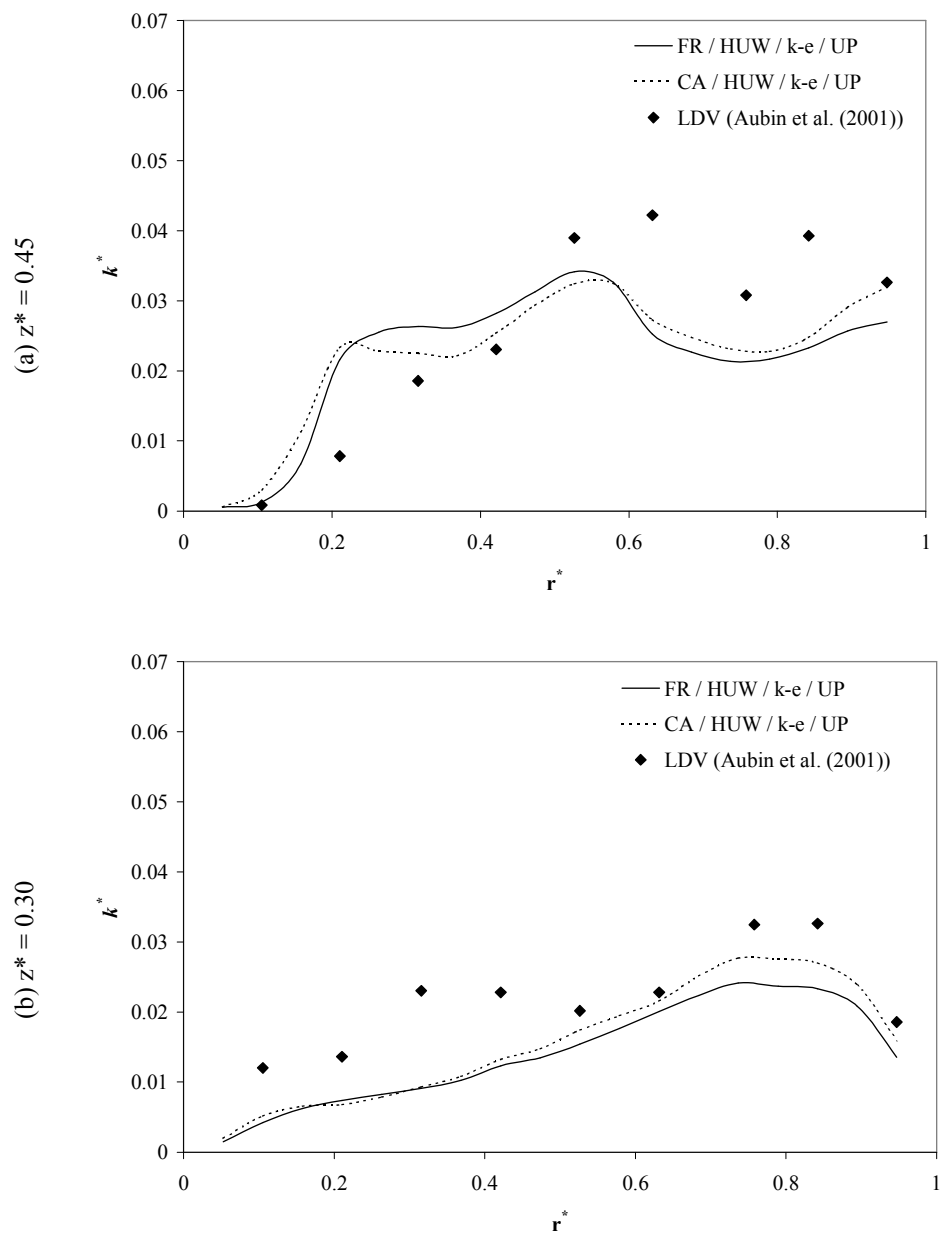 (a) z* = 0.45
k*
0.07
0.06
0.05
0.04
0.03
0.02
0.01
0
0 0.2 0.4 0.6 0.8 1
r*
FR / HUW / k-e / UP
CA / HUW / k-e / UP
LDV (Aubin et al. (2001))
(b) z* = 0.30
k*
0.07
0.06
0.05
0.04
0.03
0.02
0.01
0
0 0.2 0.4 0.6 0.8 1
r*
FR / HUW / k-e / UP
CA / HUW / k-e / UP
LDV (Aubin et al. (2001))